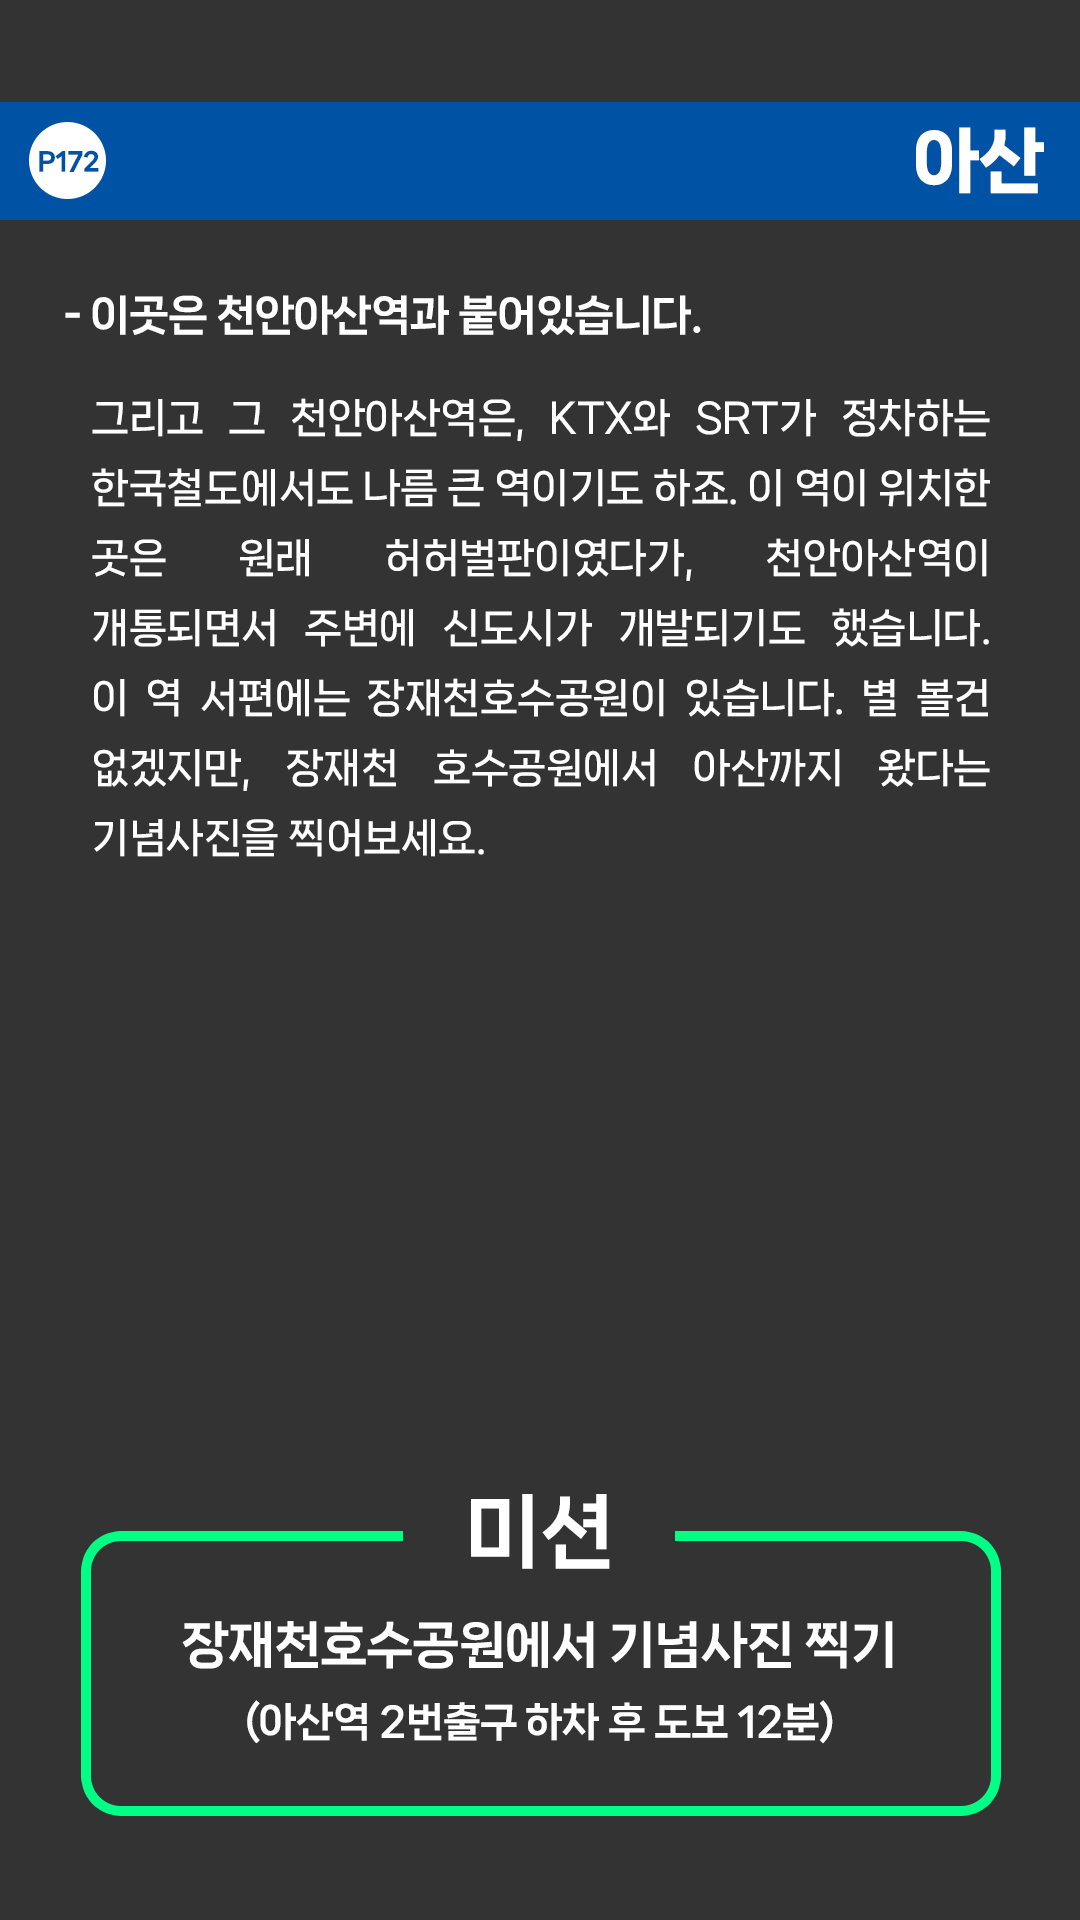 P172
아산
- 이곳은 천안아산역과 붙어있습니다.
그리고 그 천안아산역은, KTX와 SRT가 정차하는
한국철도에서도 나름 큰 역이기도 하죠. 이 역이 위치한
곳은 원래 허허벌판이였다가, 천안아산역이
개통되면서 주변에 신도시가 개발되기도 했습니다.
이 역 서편에는 장재천호수공원이 있습니다. 별 볼건
없겠지만, 장재천 호수공원에서 아산까지 왔다는
기념사진을 찍어보세요.
미션
장재천호수공원에서 기념사진 찍기
(아산역 2번출구 하차 후 도보 12분)